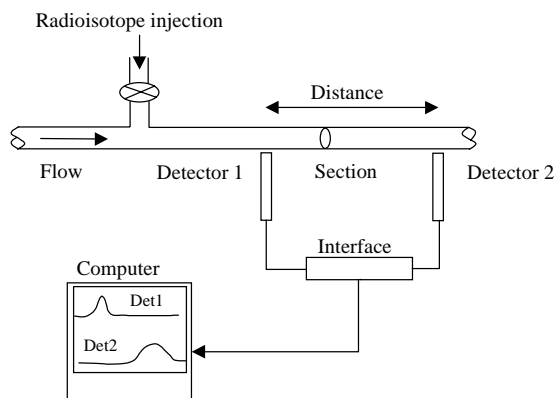 Radioisotope injection
Distance
Flow
Detector 1
Section
Detector 2
Interface
Computer
Det1
Det2